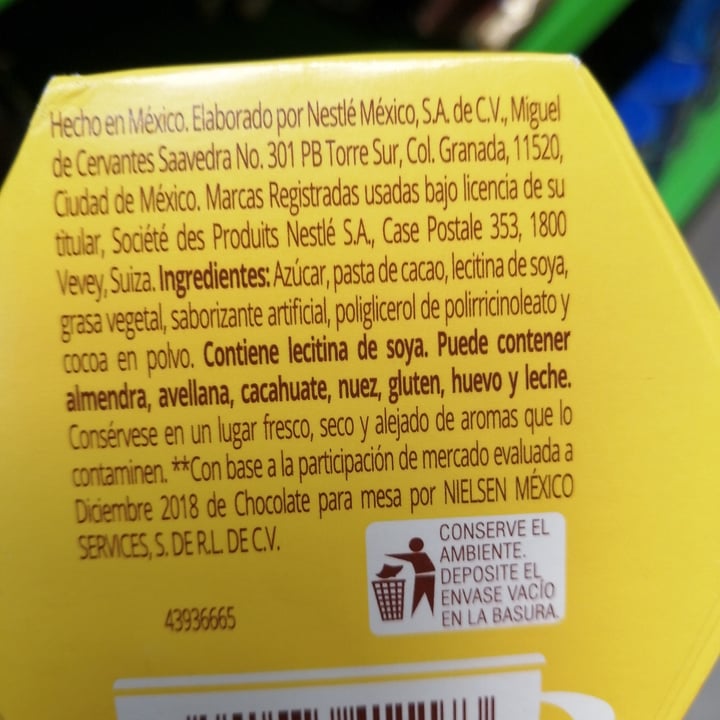 Hecho en México. Elaborado por Nestlé México, S.A. de C.V., Miguel
de Cervantes Saavedra No. 301 PB Torre Sur, Col. Granada, 11520,
Ciudad de México. Marcas Registradas usadas bajo licencia de su
titular, Société des Produits Nestlé S.A., Case Postale 353, 1800
Vevey, Suiza. Ingredientes: Azúcar, pasta de cacao, lecitina de soya,
grasa vegetal, saborizante artificial, poliglicerol de polirricinoleato y
cocoa en polvo. Contiene lecitina de soya. Puede contener
almendra, avellana, cacahuate, nuez, gluten, huevo y leche.
Consérvese en un lugar fresco, seco y alejado de aromas que lo
contaminen. **Con base a la participación de mercado evaluada a
Diciembre 2018 de Chocolate para mesa por NIELSEN MÉXICO
SERVICES, S. DE R.L. DE C.V.
CONSERVE EL
AMBIENTE.
DEPOSITE EL
ENVASE VACÍO
EN LA BASURA.
43936665